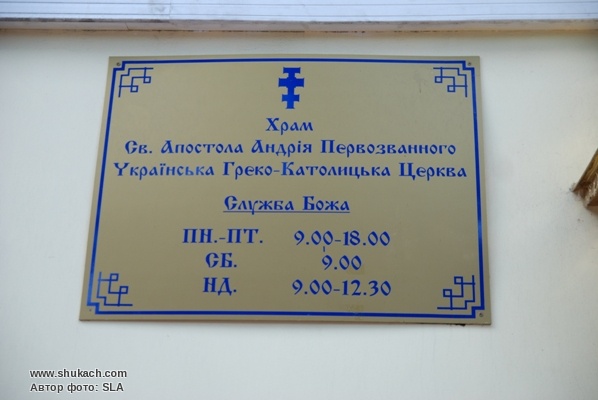 Храм
Св. Апостола Андрія Первозванного
Українська Греко-Католицька Церква
Служба Божа
ПН.-ПТ. 9.00-18.00
СБ. 9.00
НД. 9.00-12.30
www.shukach.com
Автор фото: SLA